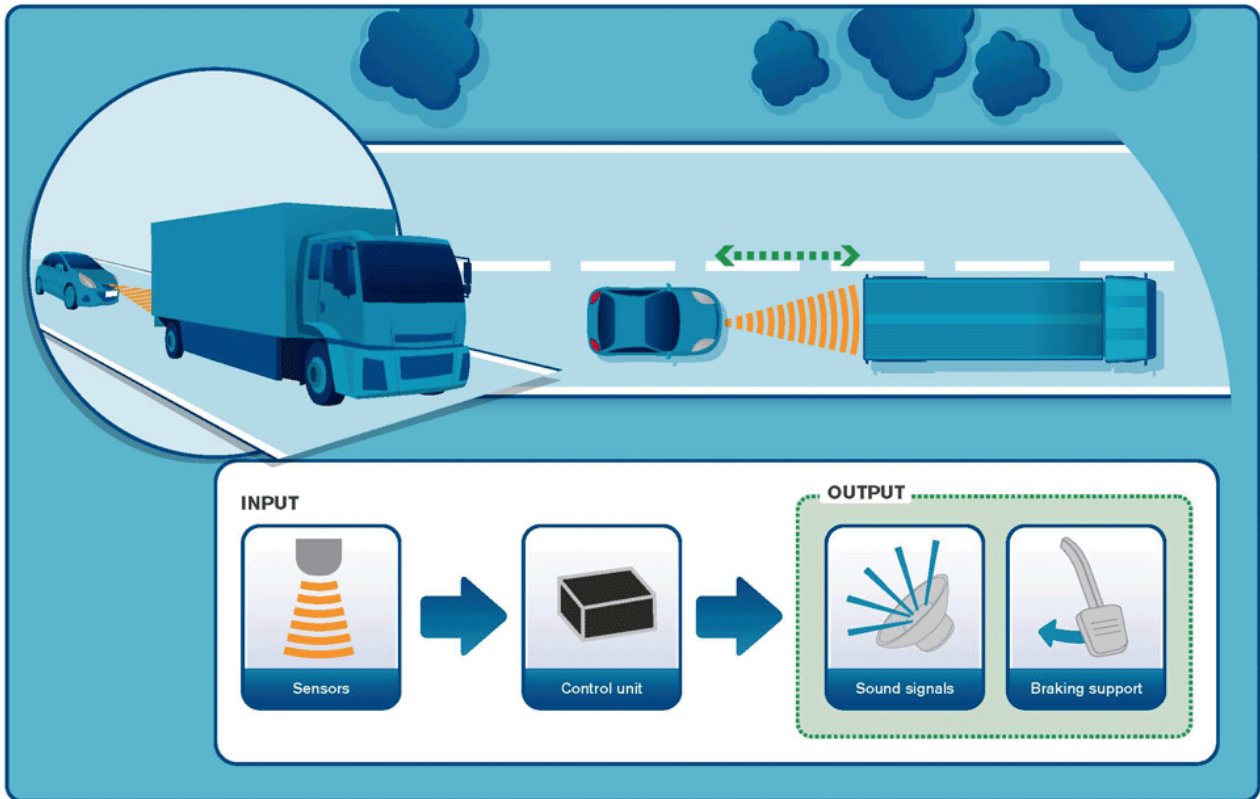 INPUT
OUTPUT
Sensors
Control unit
Sound signals
Braking support